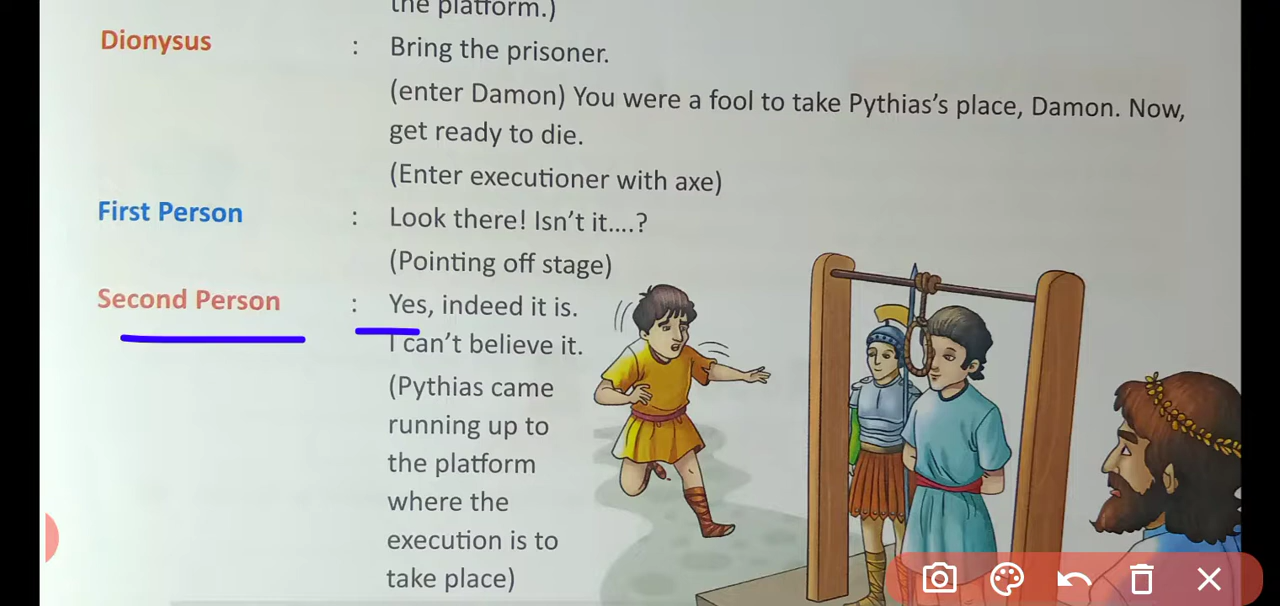 the platform.)
Dionysus : Bring the prisoner.
(enter Damon) You were a fool to take Pythias’s place, Damon. Now,
get ready to die.
(Enter executioner with axe)
First Person : Look there! Isn’t it....?
(Pointing off stage)
Second Person : Yes, indeed it is.
I can’t believe it.
(Pythias came
running up to
the platform
where the
execution is to
take place)